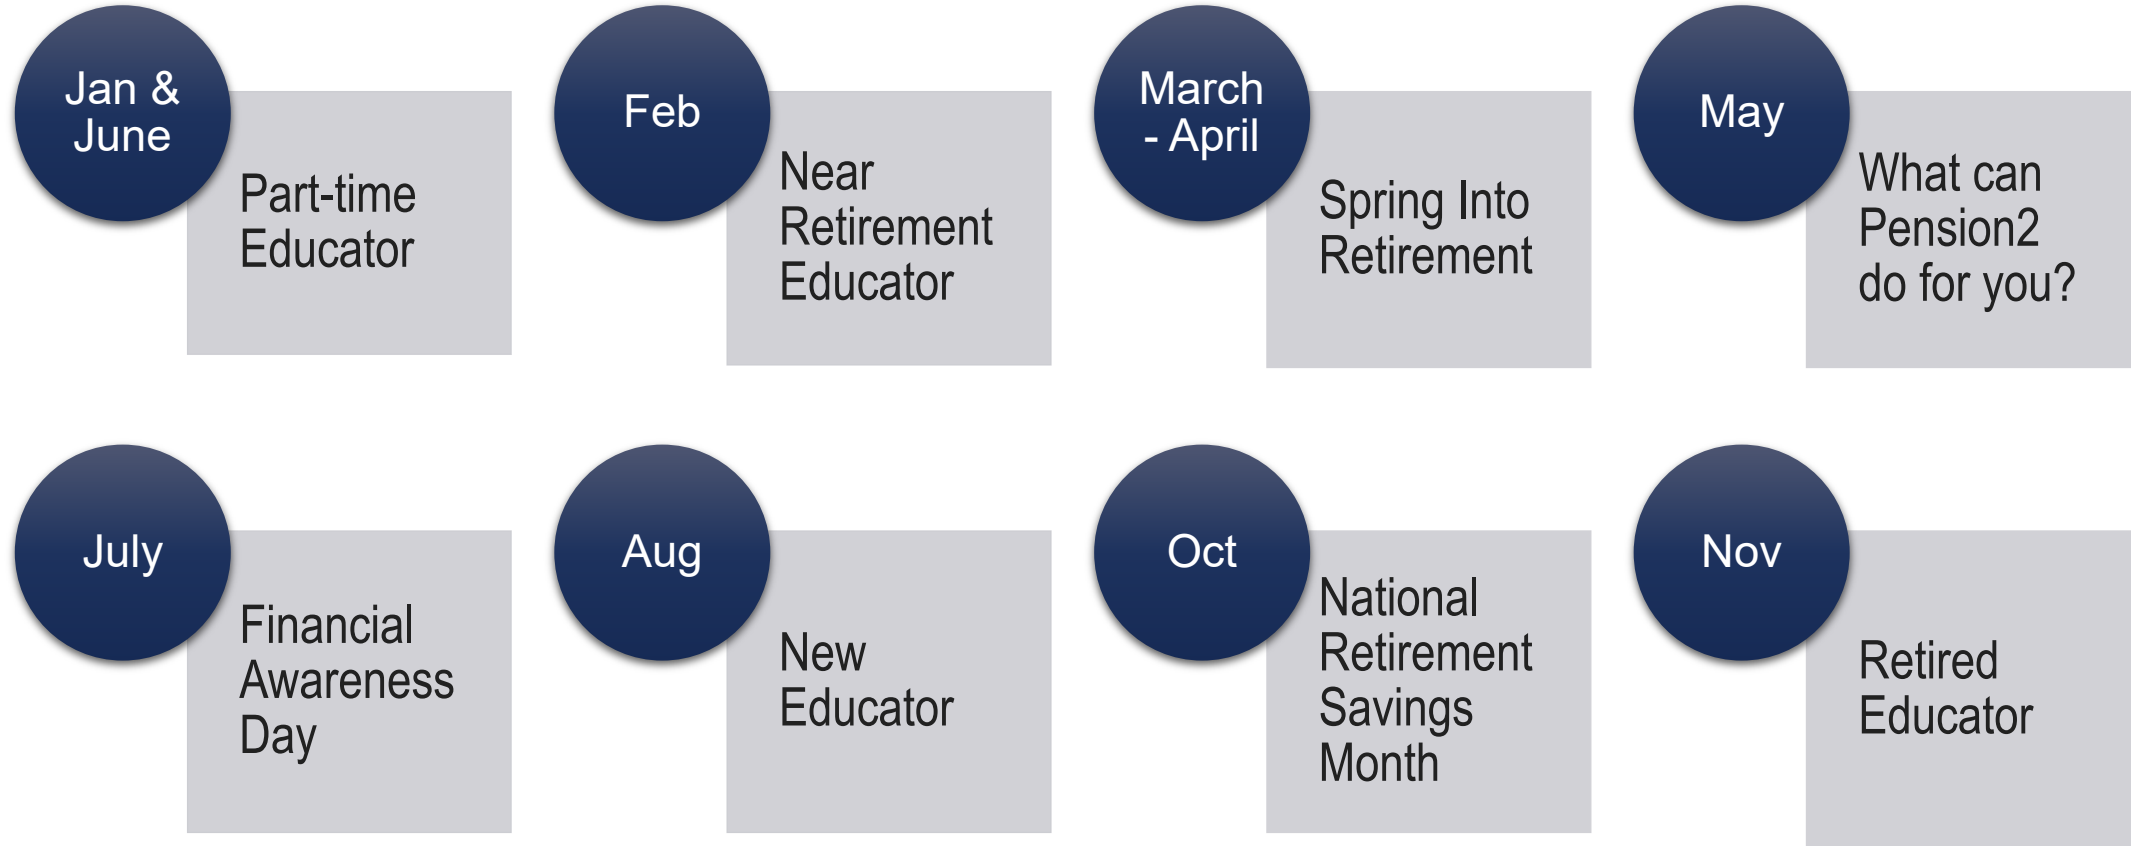 Jan &
June
Part-time
Educator
Feb
Near
Retirement
Educator
March
- April
Spring Into
Retirement
May
What can
Pension2
do for you?
July
Financial
Awareness
Day
Aug
New
Educator
Oct
National
Retirement
Savings
Month
Nov
Retired
Educator